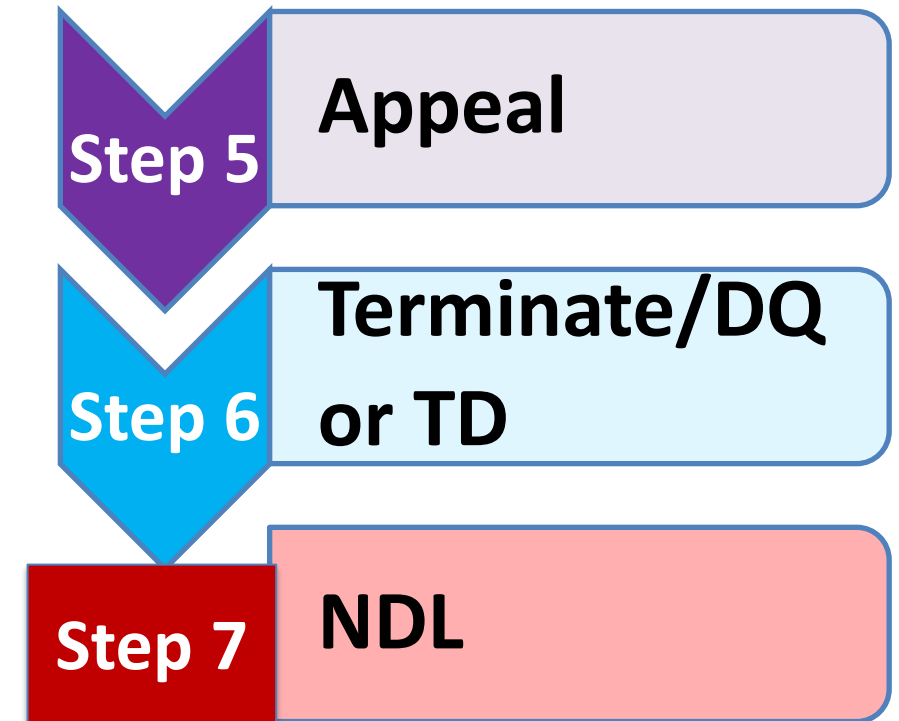 Step 5
Appeal
Step 6
Terminate/DQ
or TD
Step 7
NDL